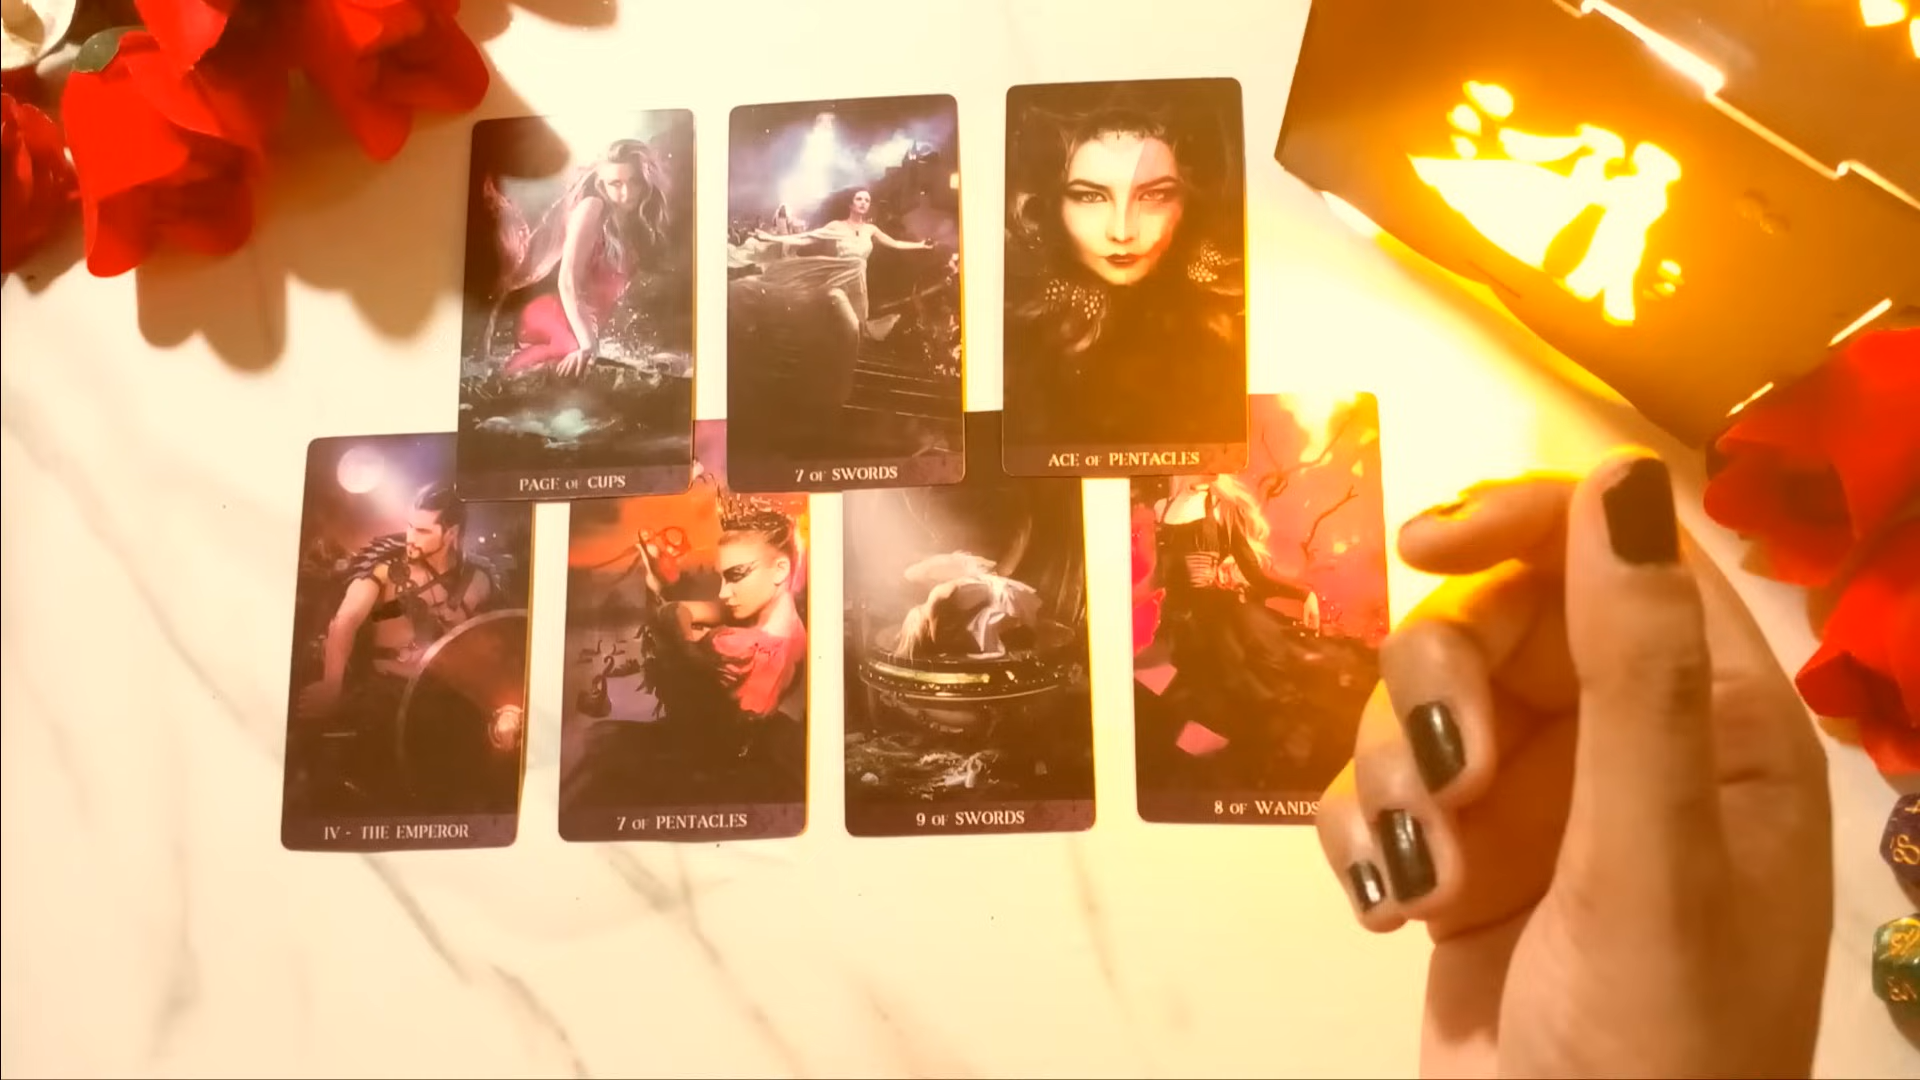 PAGE OF CUPS
7 OF SWORDS
ACE OF PENTACLES
IV - THE EMPEROR
7 OF PENTACLES
9 OF SWORDS
8 OF WANDS